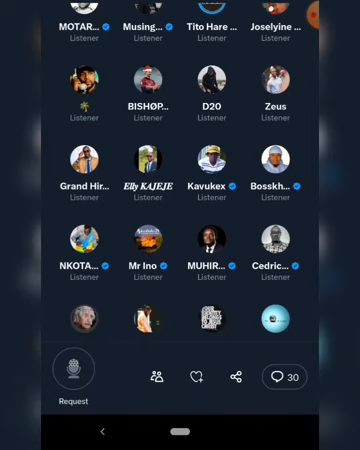 MOTAR... Musing... Tito Hare ... Joselyine ...
Listener Listener Listener Listener
🌴 BISHØP... D20 Zeus
Listener Listener Listener Listener
Grand Hir... Elly KAJEJE Kavukex Bosskh...
Listener Listener Listener Listener
NKOTA... Mr Ino MUHIR... Cedric...
Listener Listener Listener Listener
30
Request